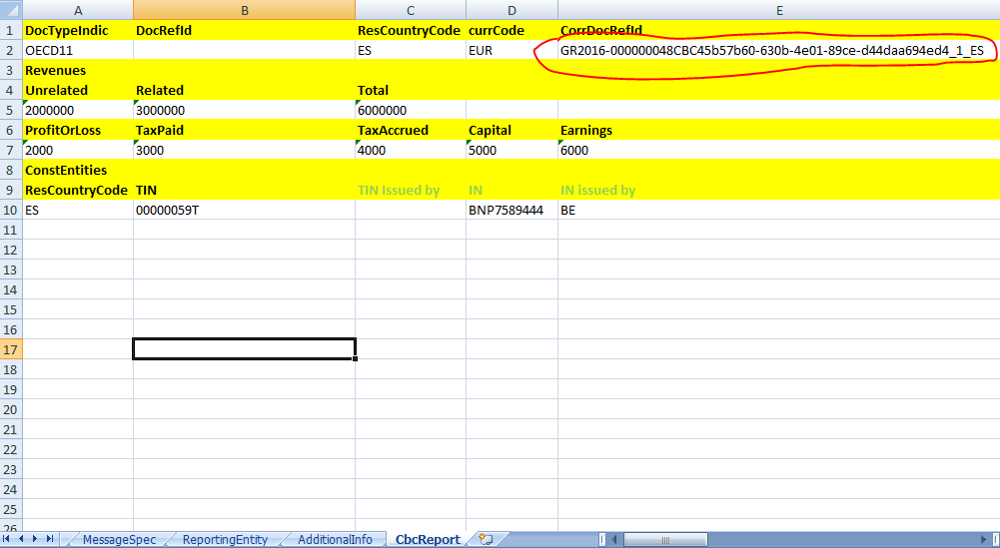 A B C D E
1 DocTypeIndic DocRefId ResCountryCode currCode CorrDocRefId
2 OECD11 ES EUR GR2016-000000048CBC45b57b60-630b-4e01-89ce-d44daa694ed4_1_ES
3 Revenues
4 Unrelated Related Total
5 2000000 3000000 6000000
6 ProfitOrLoss TaxPaid TaxAccrued Capital Earnings
7 2000 3000 4000 5000 6000
8 ConstEntities
9 ResCountryCode TIN TIN Issued by IN IN issued by
10 ES 00000059T BNP7589444 BE
11
12
13
14
15
16
17
18
19
20
21
22
23
24
25
26
MessageSpec ReportingEntity AdditionalInfo CbcReport